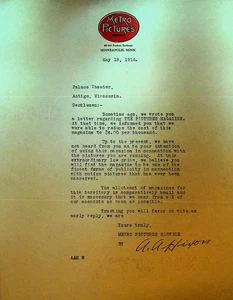 METRO
PICTURES
SERVICE
MINNEAPOLIS, MINN
May 18, 1916.
Palace Theater,
Antigo, Wisconsin.
Gentlemen:-
Sometime ago, we wrote you
a letter regarding THE PICTURES MAGAZINE.
At that time, we informed you that we
were able to reduce the cost of this
magazine to $6.00 per thousand.
Up to the present, we have
not heard from you as to your intention
of using this magazine in connection with
the pictures you are running. At this
extraordinary low price, we believe you
will find the magazine to be one of the
finest forms of publicity in connection
with motion pictures that has ever been
conceived.
The allotment of magazines for
this territory is comparatively small and
it is necessary that we hear from all of
our accounts as soon as possible.
Trusting you will favor us with an
early reply, we are
Yours truly,
METRO PICTURES SERVICE
BY